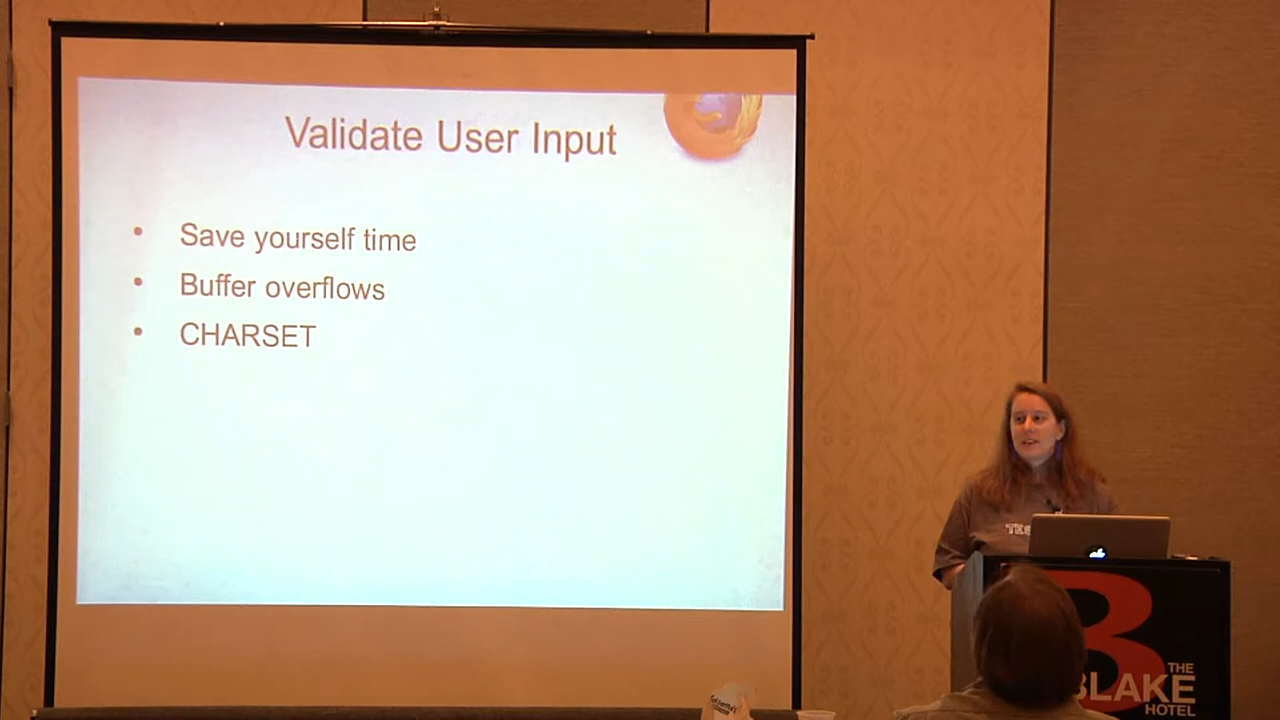 Validate User Input
• Save yourself time
• Buffer overflows
• CHARSET
THE
BLAKE
HOTEL